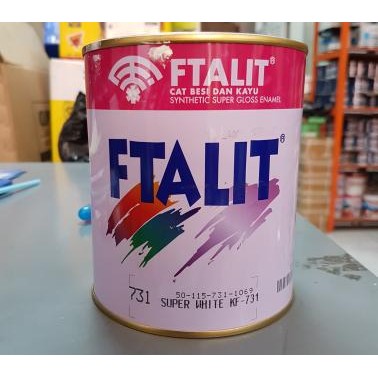 FTALIT®
CAT BESI DAN KAYU
SYNTHETIC SUPER GLOSS ENAMEL
FTALIT®
50-115-731-1069
731 SUPER WHITE KF-731